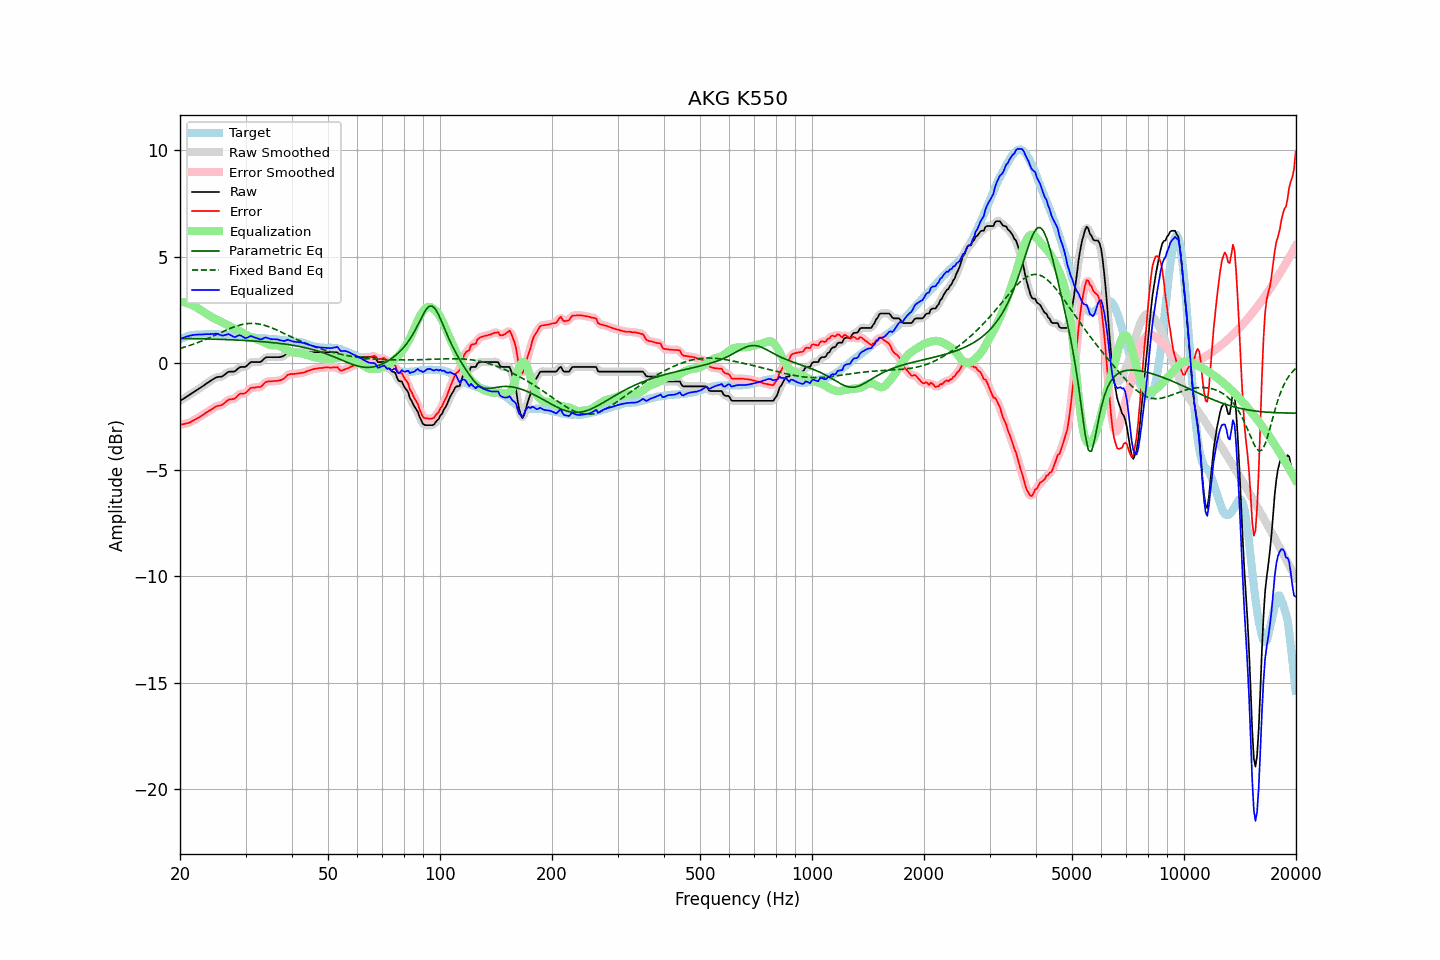 AKG K550
Target
Raw Smoothed
Error Smoothed
Raw
Error
Equalization
Parametric Eq
Fixed Band Eq
Equalized
10
5
0
−5
−10
−15
−20
Amplitude (dBr)
20 50 100 200 500 1000 2000 5000 10000 20000
Frequency (Hz)